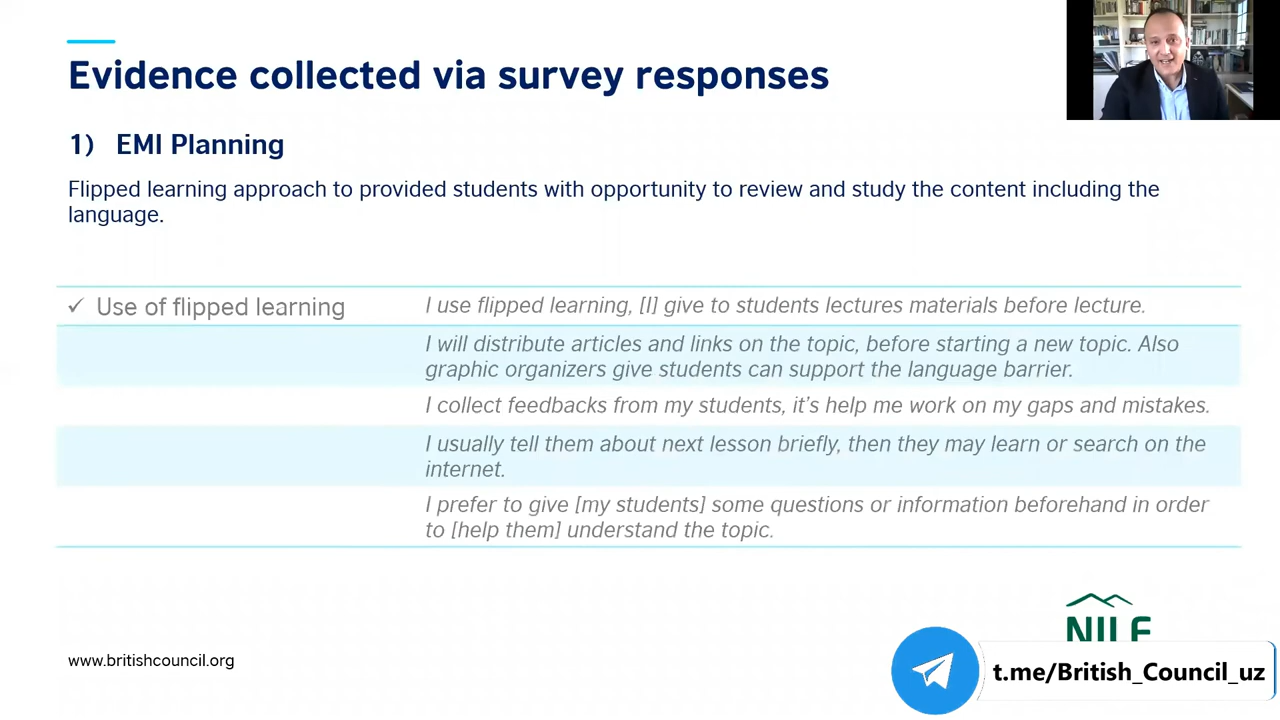 Evidence collected via survey responses
1) EMI Planning
Flipped learning approach to provided students with opportunity to review and study the content including the
language.
✓ Use of flipped learning
I use flipped learning, [I] give to students lectures materials before lecture.
I will distribute articles and links on the topic, before starting a new topic. Also
graphic organizers give students can support the language barrier.
I collect feedbacks from my students, it's help me work on my gaps and mistakes.
I usually tell them about next lesson briefly, then they may learn or search on the
internet.
I prefer to give [my students] some questions or information beforehand in order
to [help them] understand the topic.
NILE
www.britishcouncil.org
t.me/British_Council_uz